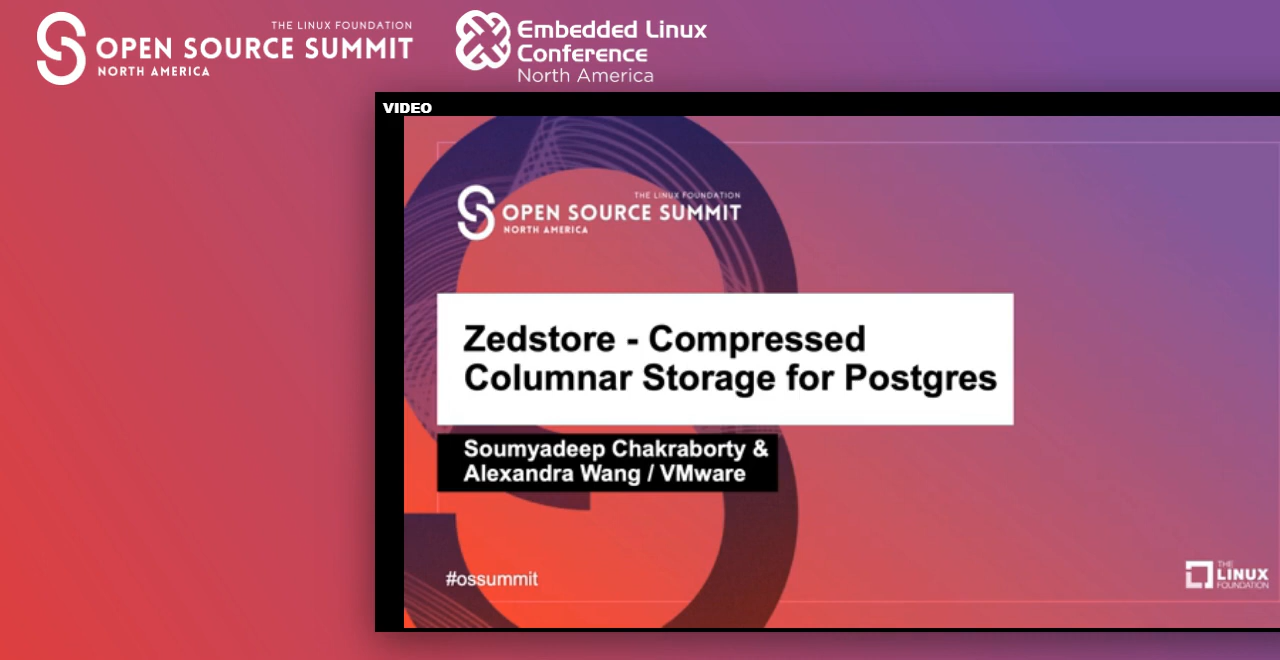 THE LINUX FOUNDATION
OPEN SOURCE SUMMIT
NORTH AMERICA
Embedded Linux
Conference
North America
VIDEO
THE LINUX FOUNDATION
OPEN SOURCE SUMMIT
NORTH AMERICA
Zedstore - Compressed
Columnar Storage for Postgres
Soumyadeep Chakraborty &
Alexandra Wang / VMware
#ossummit
THE
LINUX
FOUNDATION